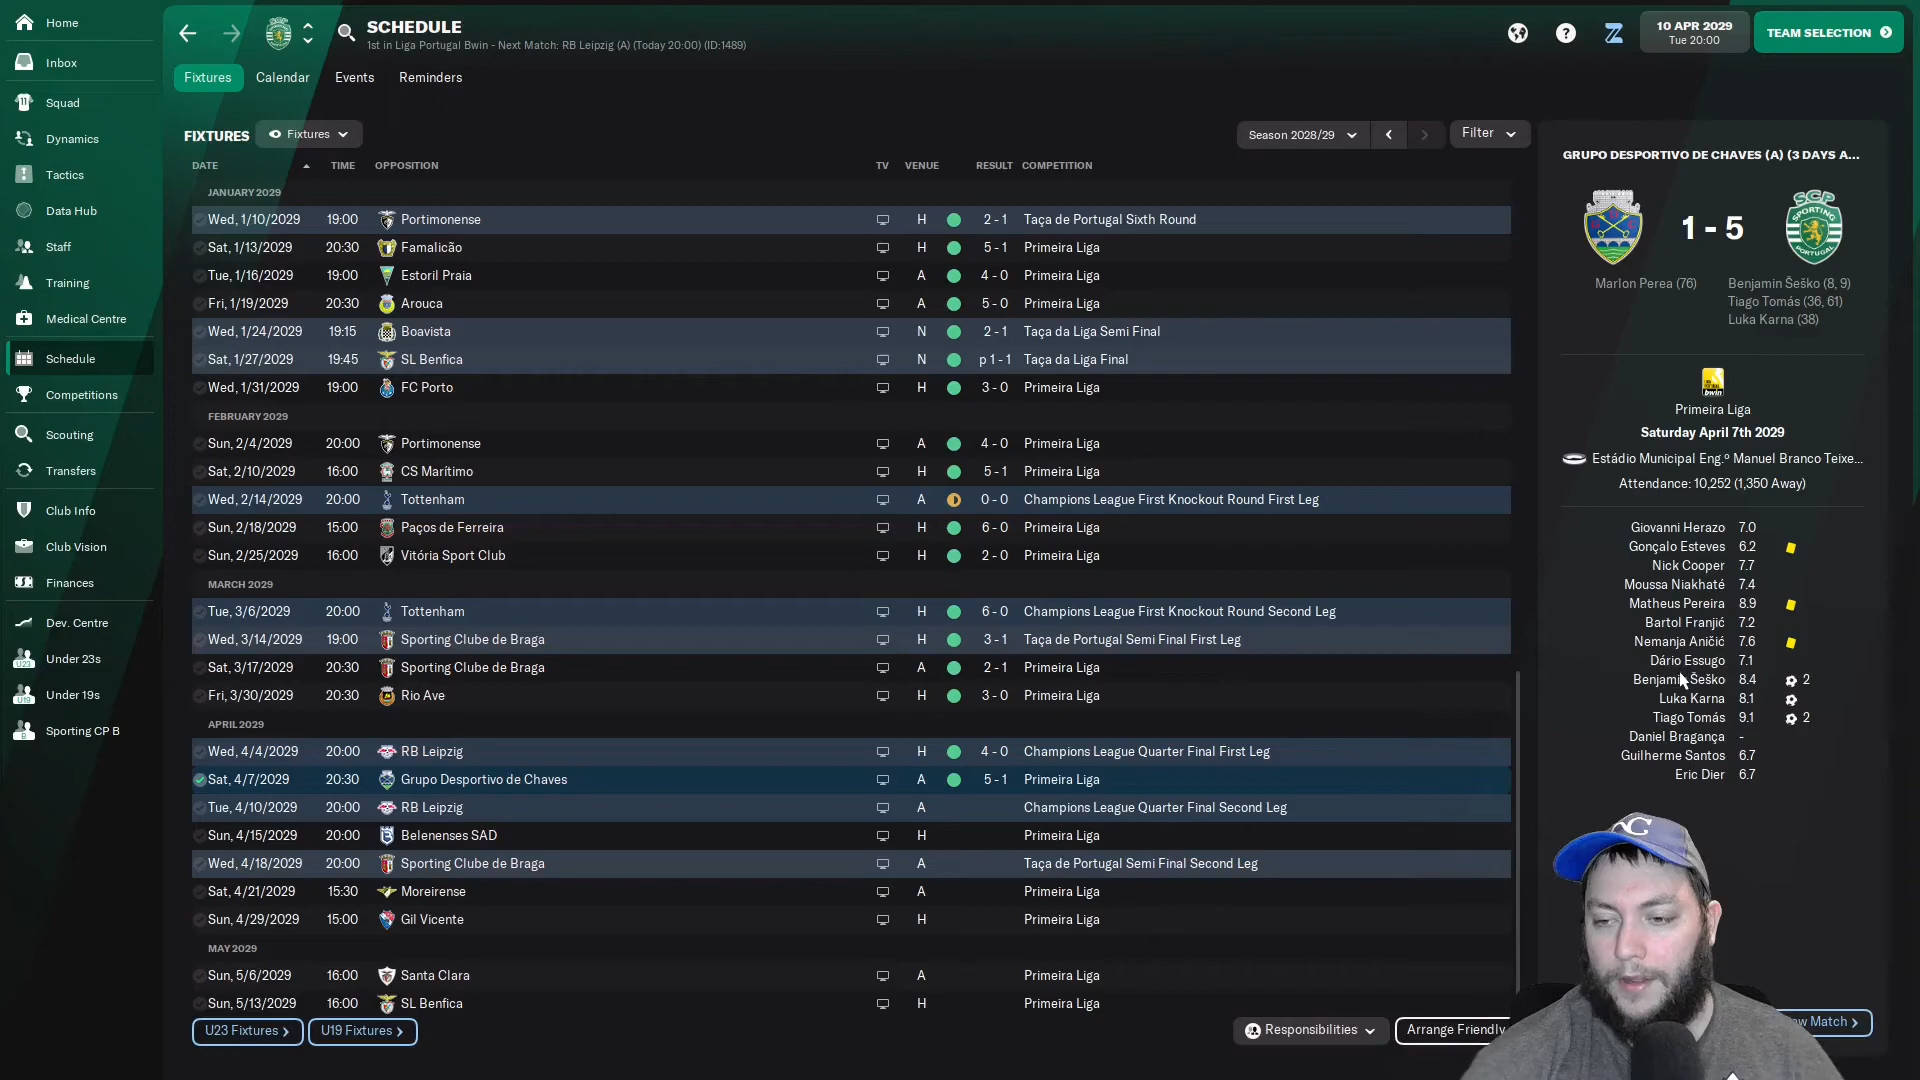 Home
Inbox
Squad
Dynamics
Tactics
Data Hub
Staff
Training
Medical Centre
Schedule
Competitions
Scouting
Transfers
Club Info
Club Vision
Finances
Dev. Centre
Under 23s
Under 19s
Sporting CP B
SCHEDULE
1st in Liga Portugal Bwin - Next Match: RB Leipzig (A) (Today 20:00) (ID:1489)
10 APR 2029
Tue 20:00
TEAM SELECTION
Fixtures Calendar Events Reminders
FIXTURES Fixtures Season 2028/29 Filter
DATE TIME OPPOSITION TV VENUE RESULT COMPETITION
JANUARY 2029
Wed, 1/10/2029 19:00 Portimonense H 2 - 1 Taça de Portugal Sixth Round
Sat, 1/13/2029 20:30 Famalicão H 5 - 1 Primeira Liga
Tue, 1/16/2029 19:00 Estoril Praia A 4 - 0 Primeira Liga
Fri, 1/19/2029 20:30 Arouca A 5 - 0 Primeira Liga
Wed, 1/24/2029 19:15 Boavista N 2 - 1 Taça da Liga Semi Final
Sat, 1/27/2029 19:45 SL Benfica N p 1 - 1 Taça da Liga Final
Wed, 1/31/2029 19:00 FC Porto H 3 - 0 Primeira Liga
FEBRUARY 2029
Sun, 2/4/2029 20:00 Portimonense A 4 - 0 Primeira Liga
Sat, 2/10/2029 16:00 CS Marítimo H 5 - 1 Primeira Liga
Wed, 2/14/2029 20:00 Tottenham A 0 - 0 Champions League First Knockout Round First Leg
Sun, 2/18/2029 15:00 Paços de Ferreira H 6 - 0 Primeira Liga
Sun, 2/25/2029 16:00 Vitória Sport Club H 2 - 0 Primeira Liga
MARCH 2029
Tue, 3/6/2029 20:00 Tottenham H 6 - 0 Champions League First Knockout Round Second Leg
Wed, 3/14/2029 19:00 Sporting Clube de Braga H 3 - 1 Taça de Portugal Semi Final First Leg
Sat, 3/17/2029 20:30 Sporting Clube de Braga A 2 - 1 Primeira Liga
Fri, 3/30/2029 20:30 Rio Ave H 3 - 0 Primeira Liga
APRIL 2029
Wed, 4/4/2029 20:00 RB Leipzig H 4 - 0 Champions League Quarter Final First Leg
Sat, 4/7/2029 20:30 Grupo Desportivo de Chaves A 5 - 1 Primeira Liga
Tue, 4/10/2029 20:00 RB Leipzig A Champions League Quarter Final Second Leg
Sun, 4/15/2029 20:00 Belenenses SAD H Primeira Liga
Wed, 4/18/2029 20:00 Sporting Clube de Braga A Taça de Portugal Semi Final Second Leg
Sat, 4/21/2029 15:30 Moreirense A Primeira Liga
Sun, 4/29/2029 15:00 Gil Vicente H Primeira Liga
MAY 2029
Sun, 5/6/2029 16:00 Santa Clara A Primeira Liga
Sun, 5/13/2029 16:00 SL Benfica H Primeira Liga
U23 Fixtures U19 Fixtures Responsibilities Arrange Friendly
GRUPO DESPORTIVO DE CHAVES (A) (3 DAYS A...
1 - 5
SCP
SPORTING
PORTUGAL
Marlon Perea (76)
Benjamin Šeško (8, 9)
Tiago Tomás (36, 61)
Luka Karna (38)
bwin
Primeira Liga
Saturday April 7th 2029
Estádio Municipal Eng.º Manuel Branco Teixe...
Attendance: 10,252 (1,350 Away)
Giovanni Herazo 7.0
Gonçalo Esteves 6.2
Nick Cooper 7.7
Moussa Niakhaté 7.4
Matheus Pereira 8.9
Bartol Franjić 7.2
Nemanja Aničić 7.6
Dário Essugo 7.1
Benjamin Šeško 8.4 2
Luka Karna 8.1
Tiago Tomás 9.1 2
Daniel Bragança -
Guilherme Santos 6.7
Eric Dier 6.7
Match